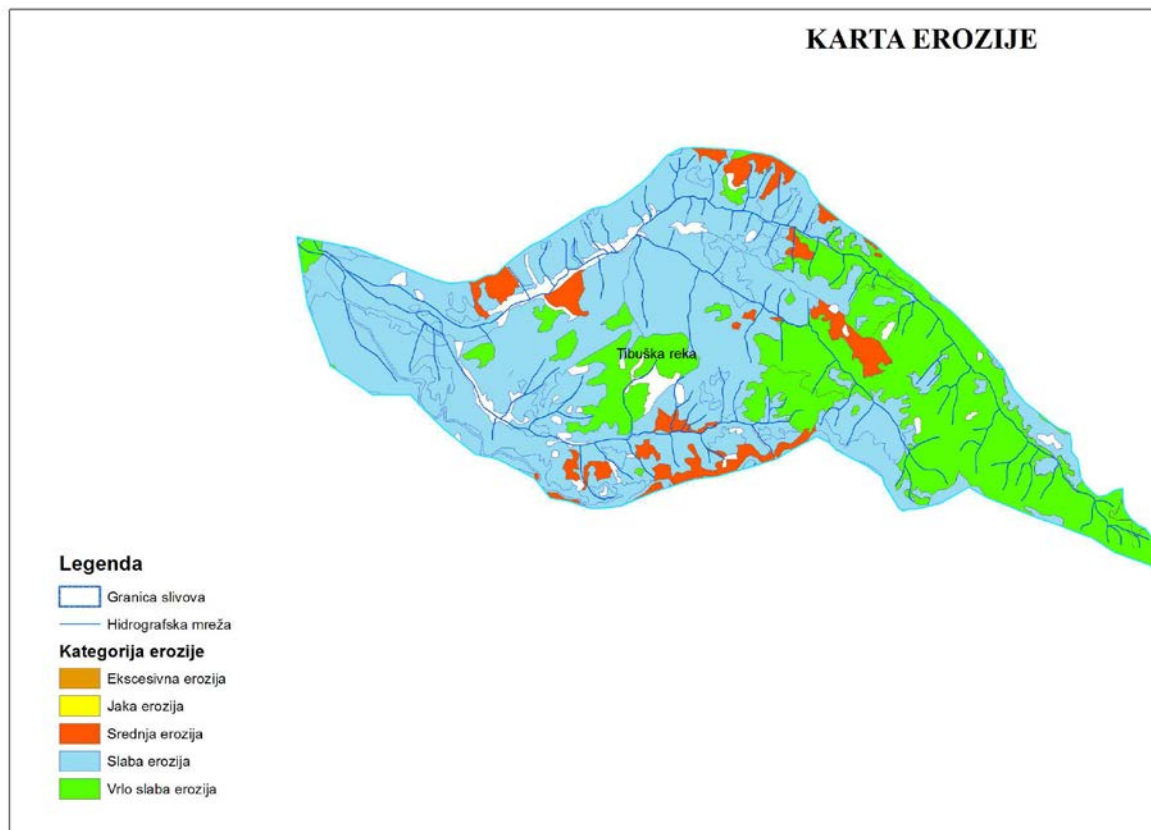 KARTA EROZIJE
Tibuška reka
Legenda
Granica slivova
Hidrografska mreža
Kategorija erozije
Ekscesivna erozija
Jaka erozija
Srednja erozija
Slaba erozija
Vrlo slaba erozija